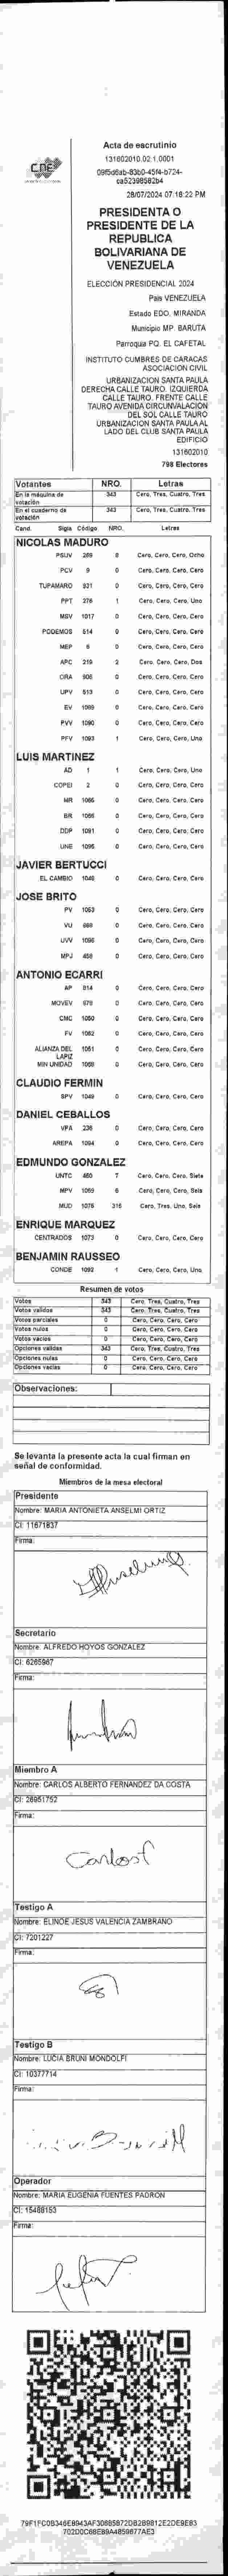 CNE
Acta de escrutinio
131602010.02.1.0001
28/07/2024 07:16:22 PM
PRESIDENTA O
PRESIDENTE DE LA
REPUBLICA
BOLIVARIANA DE
VENEZUELA
ELECCIÓN PRESIDENCIAL 2024
Pais VENEZUELA
Estado EDO. MIRANDA
Municipio MP. BARUTA
Parroquia PQ. EL CAFETAL
INSTITUTO CUMBRES DE CARACAS
ASOCIACION CIVIL
URBANIZACION SANTA PAULA
DERECHA CALLE TAURO. IZQUIERDA
CALLE TAURO. FRENTE CALLE
TAURO AVENIDA CIRCUNVALACION
DEL SOL CALLE TAURO
URBANIZACION SANTA PAULA AL
LADO DEL CLUB SANTA PAULA
EDIFICIO
131602010
798 Electores
Votantes NRO. Letras
En la máquina de votación 343 Cero, Tres, Cuatro, Tres
En el cuaderno de votación 343 Cero, Tres, Cuatro, Tres
Cand. Sigla Código NRO. Letras
NICOLAS MADURO
PSUV 269 8 Cero, Cero, Cero, Ocho
PCV 9 0 Cero, Cero, Cero, Cero
TUPAMARO 931 0 Cero, Cero, Cero, Cero
PPT 376 1 Cero, Cero, Cero, Uno
MSV 1017 0 Cero, Cero, Cero, Cero
PODEMOS 514 0 Cero, Cero, Cero, Cero
MEP 6 0 Cero, Cero, Cero, Cero
APC 219 2 Cero, Cero, Cero, Dos
ORA 906 0 Cero, Cero, Cero, Cero
UPV 513 0 Cero, Cero, Cero, Cero
EV 1089 0 Cero, Cero, Cero, Cero
PVV 1090 0 Cero, Cero, Cero, Cero
PFV 1093 1 Cero, Cero, Cero, Uno
LUIS MARTINEZ
AD 1 1 Cero, Cero, Cero, Uno
COPEI 2 0 Cero, Cero, Cero, Cero
MR 1066 0 Cero, Cero, Cero, Cero
BR 0 Cero, Cero, Cero, Cero
DDP 1091 0 Cero, Cero, Cero, Cero
UNE 1095 0 Cero, Cero, Cero, Cero
JAVIER BERTUCCI
EL CAMBIO 1046 0 Cero, Cero, Cero, Cero
JOSE BRITO
PV 1053 0 Cero, Cero, Cero, Cero
VU 0 Cero, Cero, Cero, Cero
UVV 1096 0 Cero, Cero, Cero, Cero
MPJ 458 0 Cero, Cero, Cero, Cero
ANTONIO ECARRI
AP 814 0 Cero, Cero, Cero, Cero
MOVEV 979 0 Cero, Cero, Cero, Cero
CMC 1050 0 Cero, Cero, Cero, Cero
FV 1052 0 Cero, Cero, Cero, Cero
ALIANZA DEL LAPIZ 1051 0 Cero, Cero, Cero, Cero
MIN UNIDAD 1058 0 Cero, Cero, Cero, Cero
CLAUDIO FERMIN
SPV 1049 0 Cero, Cero, Cero, Cero
DANIEL CEBALLOS
VPA 236 0 Cero, Cero, Cero, Cero
AREPA 1094 0 Cero, Cero, Cero, Cero
EDMUNDO GONZALEZ
UNTC 460 7 Cero, Cero, Cero, Siete
MPV 1059 6 Cero, Cero, Cero, Seis
MUD 1076 316 Cero, Tres, Uno, Seis
ENRIQUE MARQUEZ
CENTRADOS 1073 0 Cero, Cero, Cero, Cero
BENJAMIN RAUSSEO
CONDE 1092 1 Cero, Cero, Cero, Uno
Resumen de votos
Votos 343 Cero, Tres, Cuatro, Tres
Votos validos 343 Cero, Tres, Cuatro, Tres
Votos parciales 0 Cero, Cero, Cero, Cero
Votos nulos 0 Cero, Cero, Cero, Cero
Votos vacios 0 Cero, Cero, Cero, Cero
Opciones validas 343 Cero, Tres, Cuatro, Tres
Opciones nulas 0 Cero, Cero, Cero, Cero
Opciones vacias 0 Cero, Cero, Cero, Cero
Observaciones:
Se levanta la presente acta la cual firman en
señal de conformidad.
Miembros de la mesa electoral
Presidente
Nombre: MARIA ANTONIETA ANSELMI ORTIZ
CI: 11671837
Firma:
Secretario
Nombre: ALFREDO HOYOS GONZALEZ
CI: 6265967
Firma:
Miembro A
Nombre: CARLOS ALBERTO FERNANDEZ DA COSTA
CI: 26951752
Firma:
Carlos f
Testigo A
Nombre: ELINOE JESUS VALENCIA ZAMBRANO
CI: 7201227
Firma:
Testigo B
Nombre: LUCIA BRUNI MONDOLFI
CI: 10377714
Firma:
Operador
Nombre: MARIA EUGENIA FUENTES PADRON
CI: 15488153
Firma: